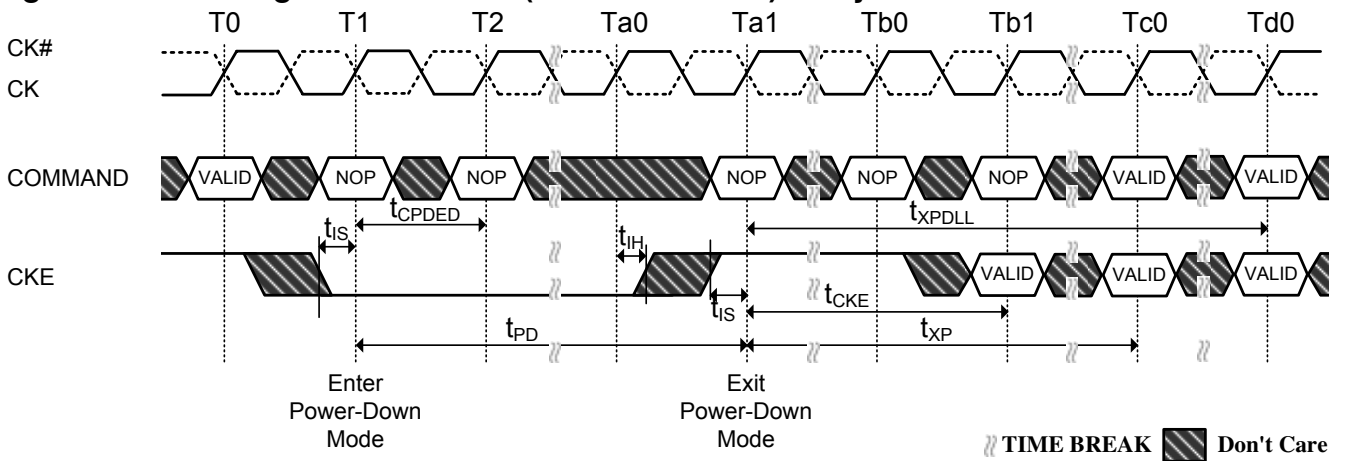 T0 T1 T2 Ta0 Ta1 Tb0 Tb1 Tc0 Td0
CK#
CK
COMMAND VALID NOP NOP NOP NOP NOP VALID VALID
tCPDED tXPDLL
tIS tIH
CKE VALID VALID VALID
tIS tCKE
tPD tXP
Enter Power-Down Mode
Exit Power-Down Mode
TIME BREAK Don't Care